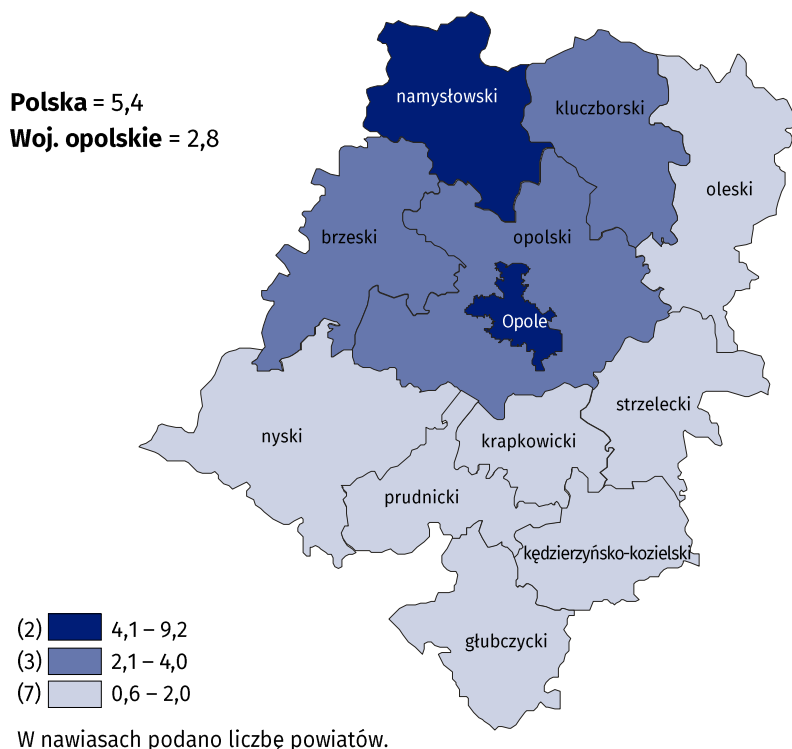 Polska = 5,4
Woj. opolskie = 2,8
namysłowski
kluczborski
oleski
brzeski
opolski
Opole
strzelecki
nyski
krapkowicki
prudnicki
kędzierzyńsko-kozielski
głubczycki
(2) 4,1 – 9,2
(3) 2,1 – 4,0
(7) 0,6 – 2,0
W nawiasach podano liczbę powiatów.